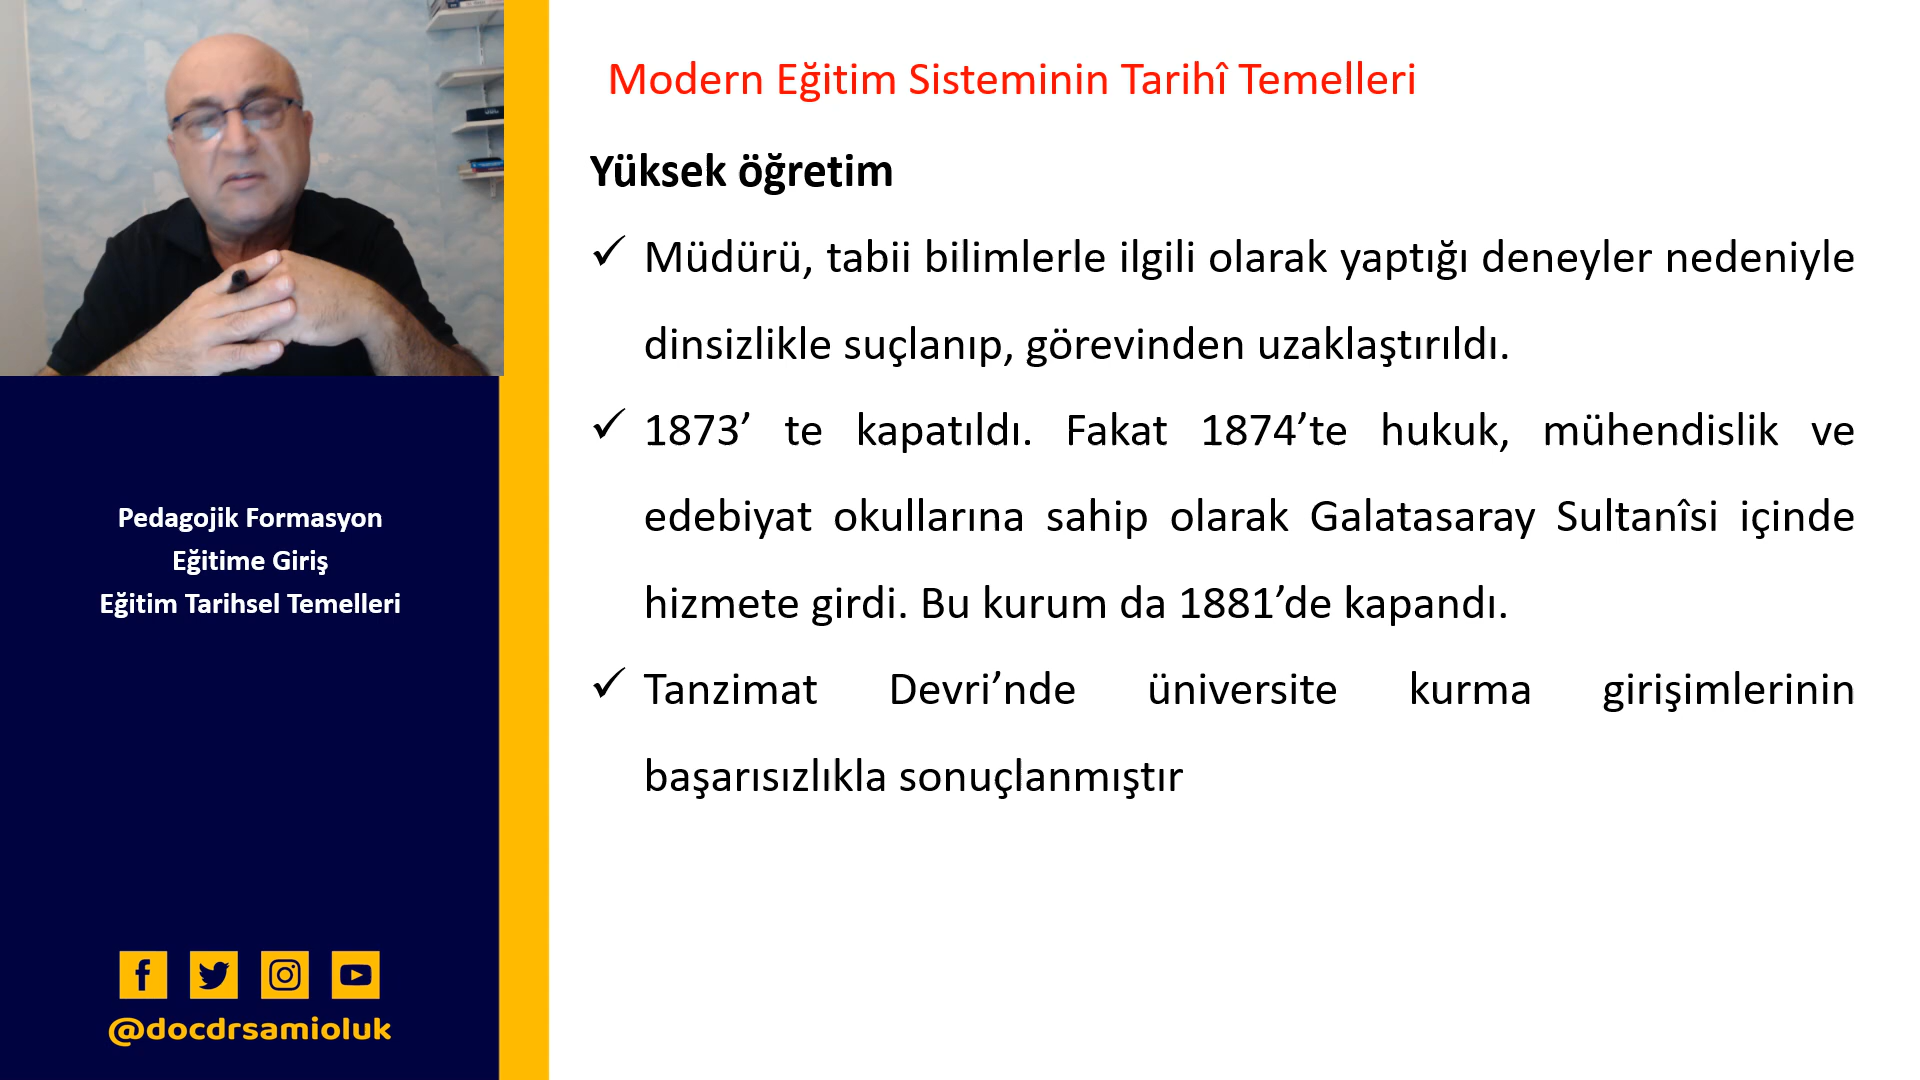 Modern Eğitim Sisteminin Tarihî Temelleri
Yüksek öğretim
✓ Müdürü, tabii bilimlerle ilgili olarak yaptığı deneyler nedeniyle
dinsizlikle suçlanıp, görevinden uzaklaştırıldı.
✓ 1873’ te kapatıldı. Fakat 1874’te hukuk, mühendislik ve
edebiyat okullarına sahip olarak Galatasaray Sultanîsi içinde
hizmete girdi. Bu kurum da 1881’de kapandı.
✓ Tanzimat Devri’nde üniversite kurma girişimlerinin
başarısızlıkla sonuçlanmıştır
Pedagojik Formasyon
Eğitime Giriş
Eğitim Tarihsel Temelleri
@docdrsamioluk